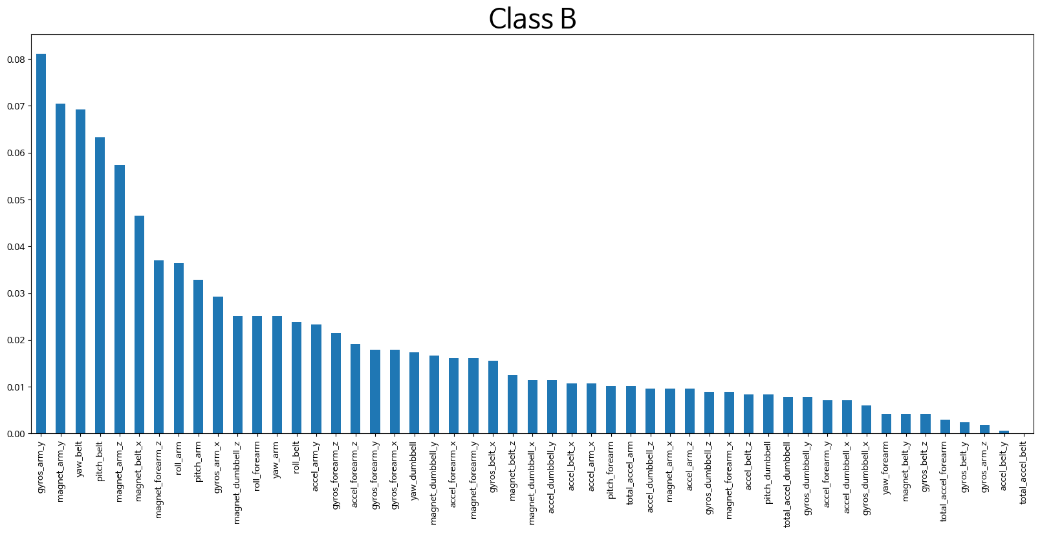 Class B
0.08
0.07
0.06
0.05
0.04
0.03
0.02
0.01
0.00
gyros_arm_y
magnet_arm_y
yaw_belt
pitch_belt
magnet_arm_z
magnet_belt_x
magnet_forearm_z
roll_arm
pitch_arm
gyros_arm_x
magnet_dumbbell_z
roll_forearm
yaw_arm
roll_belt
accel_arm_y
gyros_forearm_z
accel_forearm_z
gyros_forearm_y
gyros_forearm_x
yaw_dumbbell
magnet_dumbbell_y
accel_forearm_x
magnet_forearm_y
gyros_belt_x
magnet_belt_z
magnet_dumbbell_x
accel_dumbbell_y
accel_belt_x
accel_arm_x
pitch_forearm
total_accel_arm
accel_dumbbell_z
magnet_arm_x
accel_arm_z
gyros_dumbbell_z
magnet_forearm_x
accel_belt_z
pitch_dumbbell
total_accel_dumbbell
gyros_dumbbell_y
accel_forearm_y
accel_dumbbell_x
gyros_dumbbell_x
yaw_forearm
magnet_belt_y
gyros_belt_z
total_accel_forearm
gyros_belt_y
gyros_arm_z
accel_belt_y
total_accel_belt